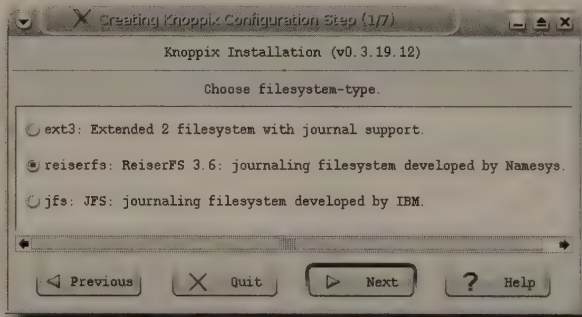 Creating Knoppix Configuration Step (1/7)
Knoppix Installation (v0.3.19.12)
Choose filesystem-type.
ext3: Extended 2 filesystem with journal support.
reiserfs: ReiserFS 3.6: journaling filesystem developed by Namesys.
jfs: JFS: journaling filesystem developed by IBM.
Previous Quit Next ? Help